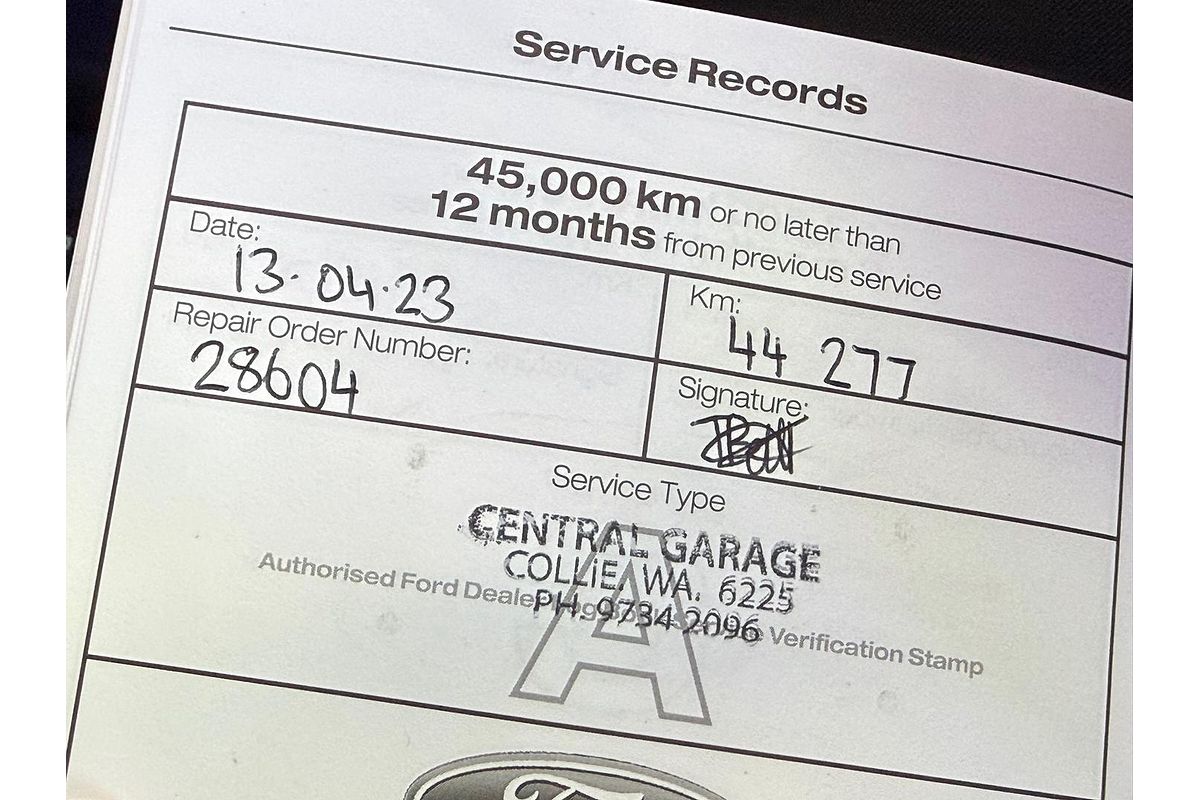 Service Records
45,000 km or no later than
12 months from previous service
Date:
13.04.23
Km:
44 277
Repair Order Number:
28604
Signature:
Service Type
A
CENTRAL GARAGE
COLLIE. WA. 6225
Authorised Ford Dealership Verification Stamp
PH. 9734 2096